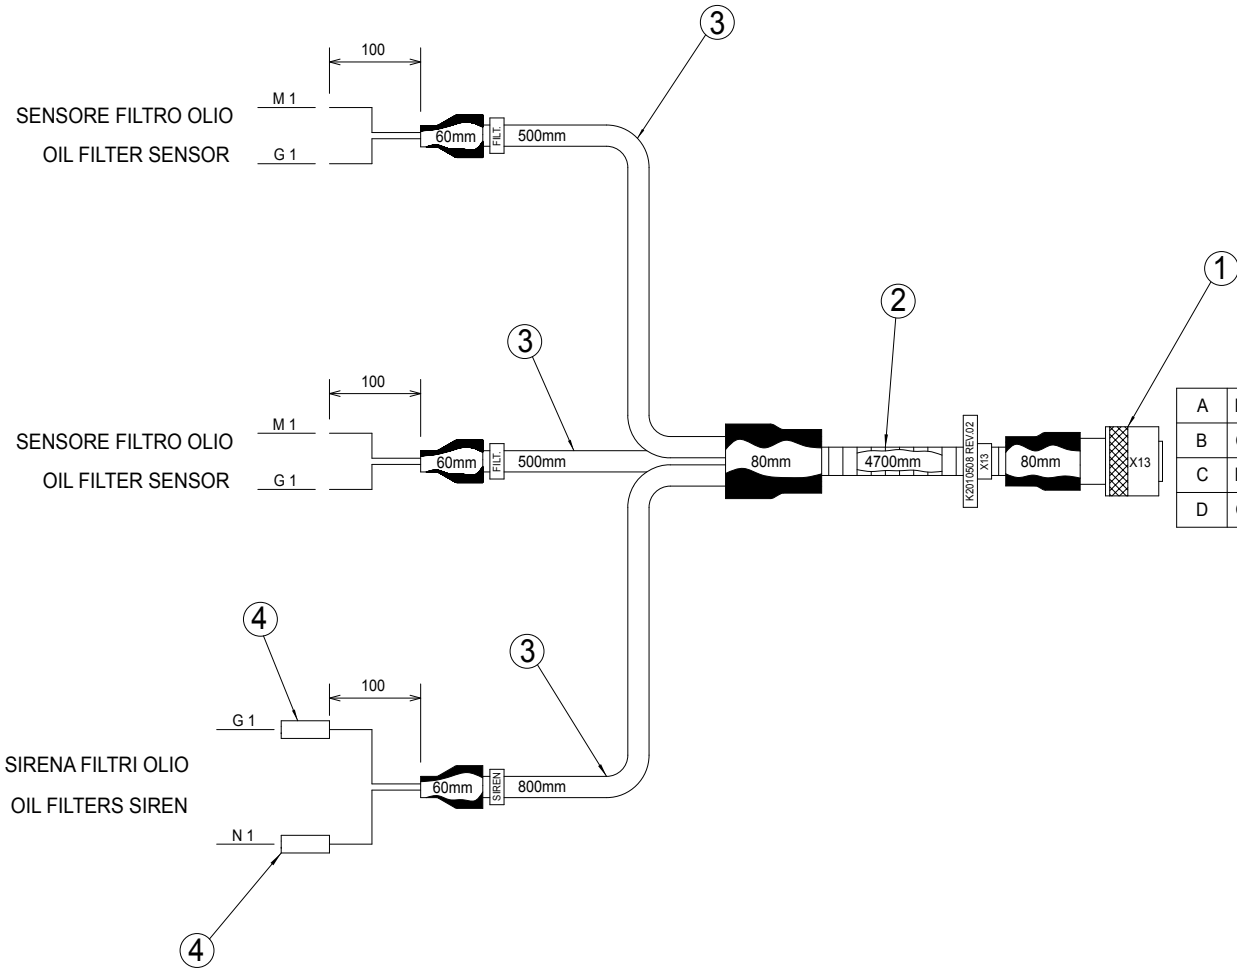 3
100
M 1
SENSORE FILTRO OLIO
60mm
FILT.
500mm
OIL FILTER SENSOR
G 1
1
2
3
100
M 1
SENSORE FILTRO OLIO
60mm
FILT.
500mm
OIL FILTER SENSOR
G 1
80mm
4700mm
K2010508 REV.02
X13
80mm
X13
A
B
C
D
4
3
100
G 1
SIRENA FILTRI OLIO
60mm
SIREN
800mm
OIL FILTERS SIREN
N 1
4